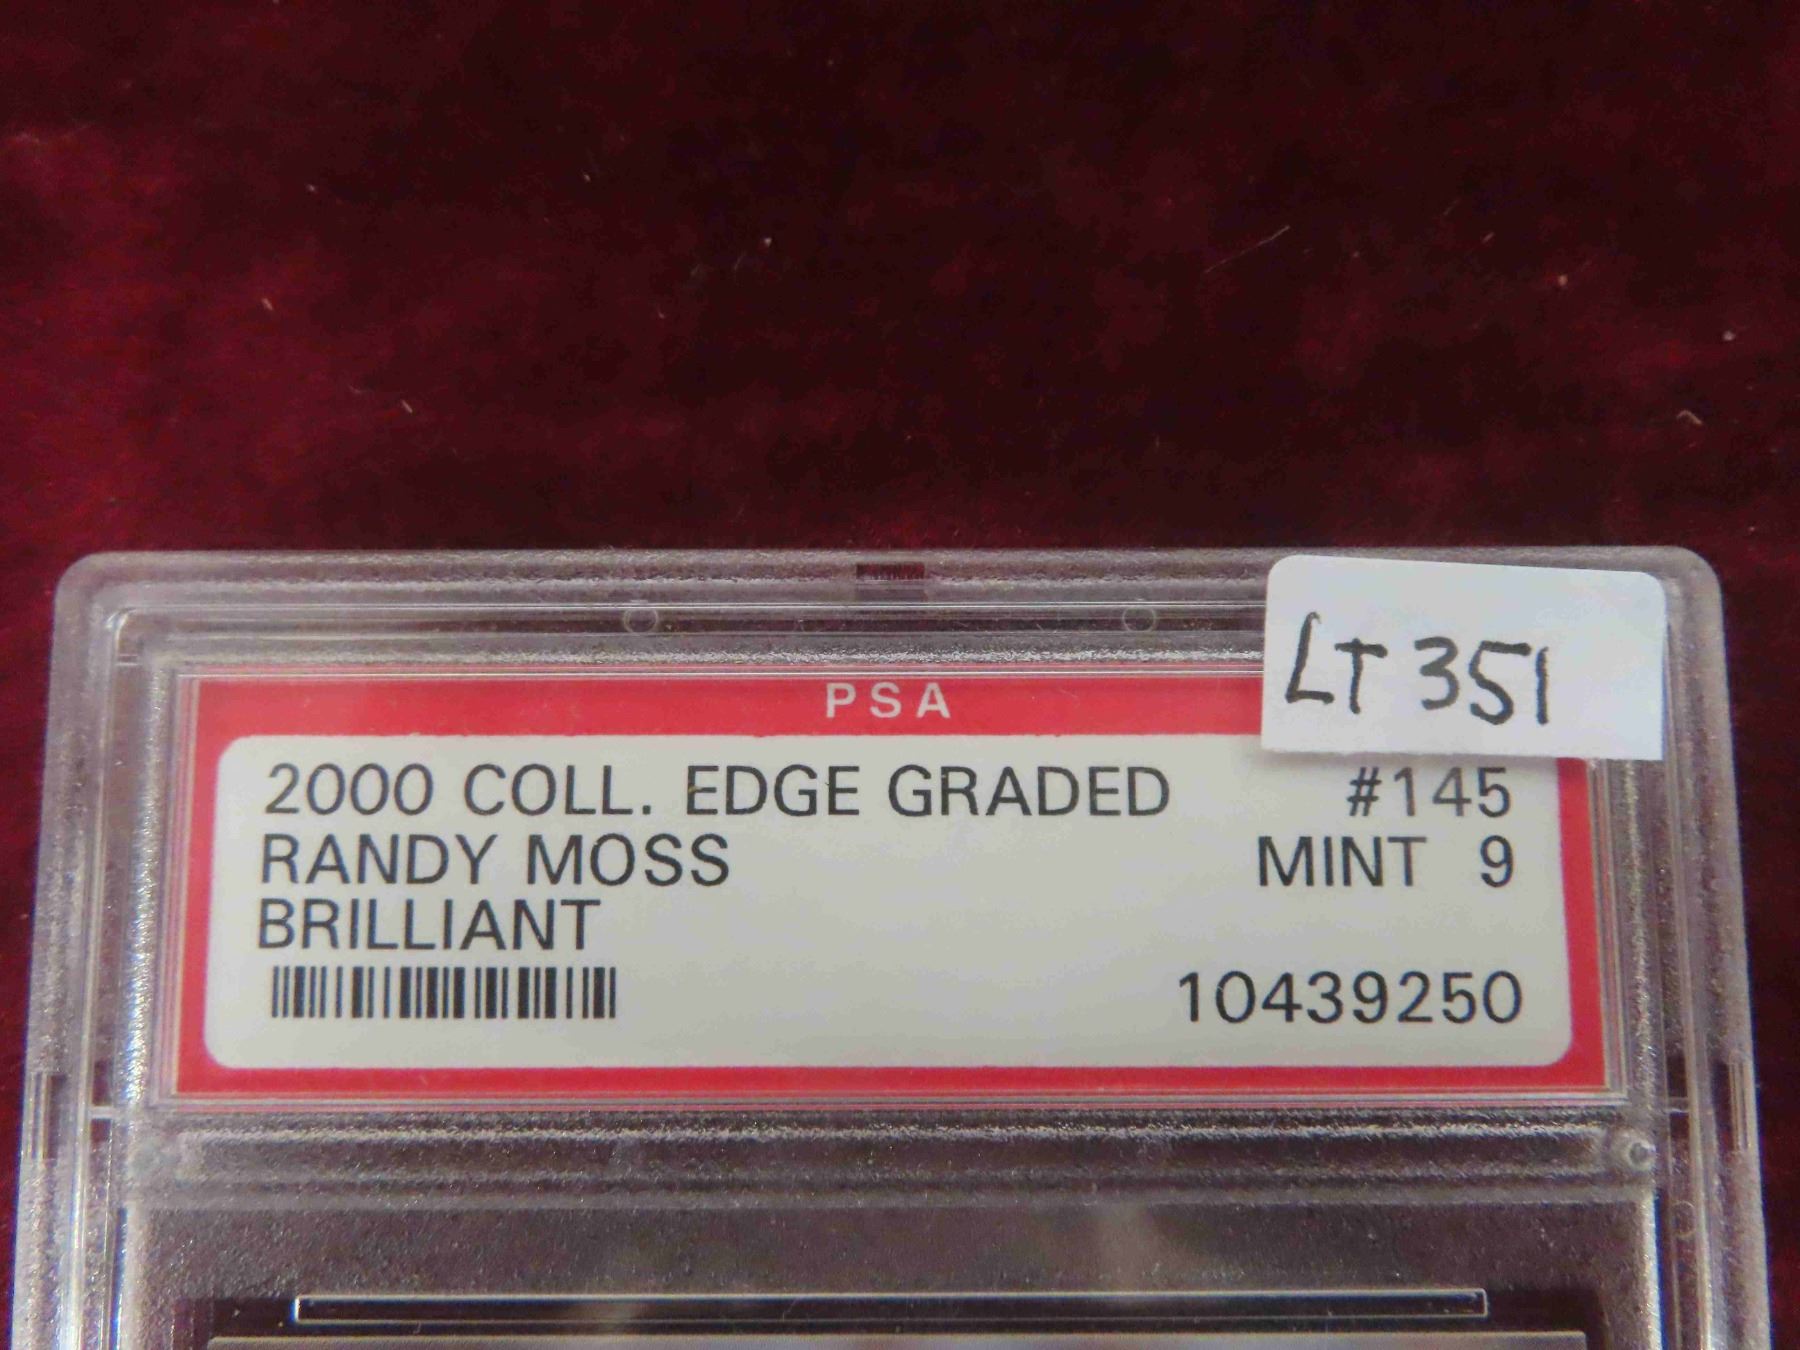 LT 351
PSA
2000 COLL. EDGE GRADED #145
RANDY MOSS MINT 9
BRILLIANT
10439250